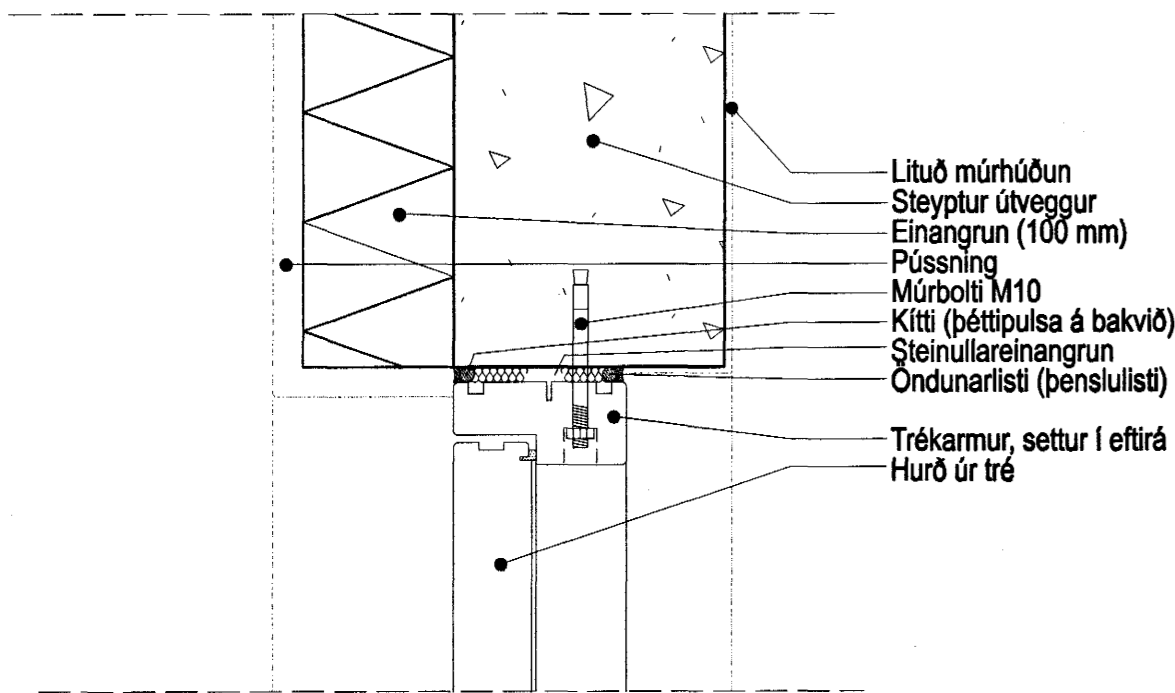 Lituð múrhúðun
Steyptur útveggur
Einangrun (100 mm)
Pússning
Múrbolti M10
Kítti (þéttipulsa á bakvið)
Steinullareinangrun
Öndunarlisti (þenslulisti)
Trékarmur, settur í eftirá
Hurð úr tré